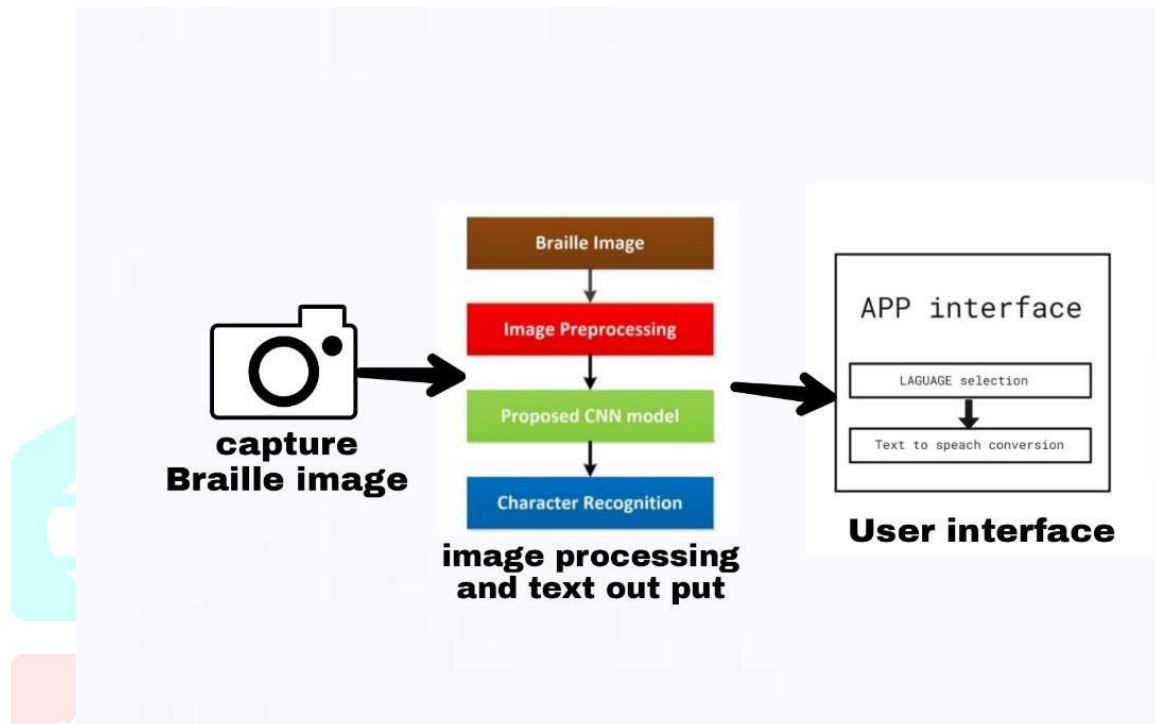 capture
Braille image
Braille Image
Image Preprocessing
Proposed CNN model
Character Recognition
image processing
and text out put
APP interface
LAGUAGE selection
Text to speach conversion
User interface